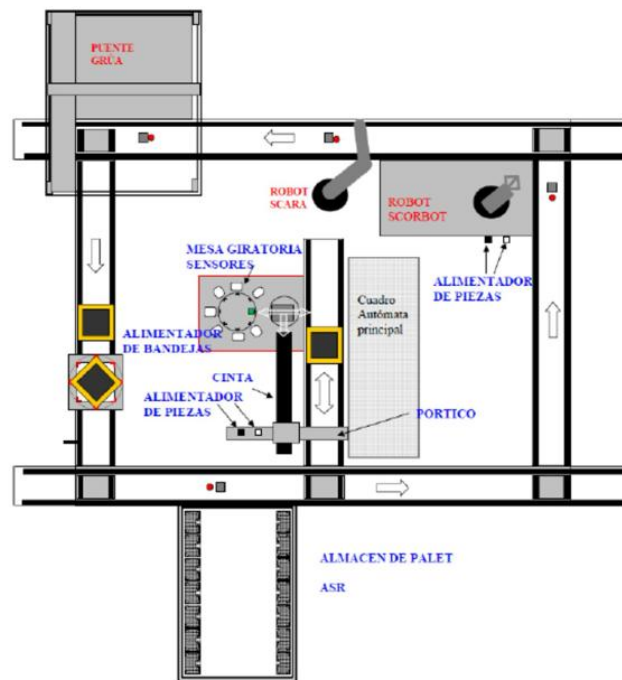 PUENTE
GRÚA
ROBOT
SCARA
ROBOT
SCORBOT
MESA GIRATORIA
SENSORES
ALIMENTADOR
DE PIEZAS
Cuadro
Autómata
principal
ALIMENTADOR
DE BANDEJAS
CINTA
ALIMENTADOR
DE PIEZAS
PORTICO
ALMACEN DE PALET
ASR